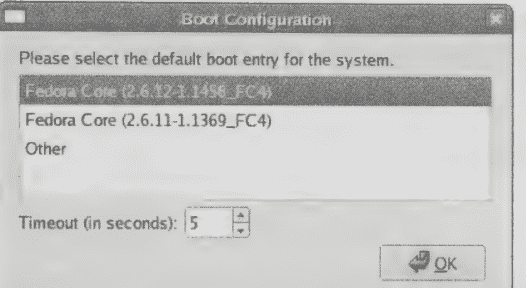 Boot Configuration
Please select the default boot entry for the system.
Fedora Core (2.6.12-1.1456_FC4)
Fedora Core (2.6.11-1.1369_FC4)
Other
Timeout (in seconds): 5
OK